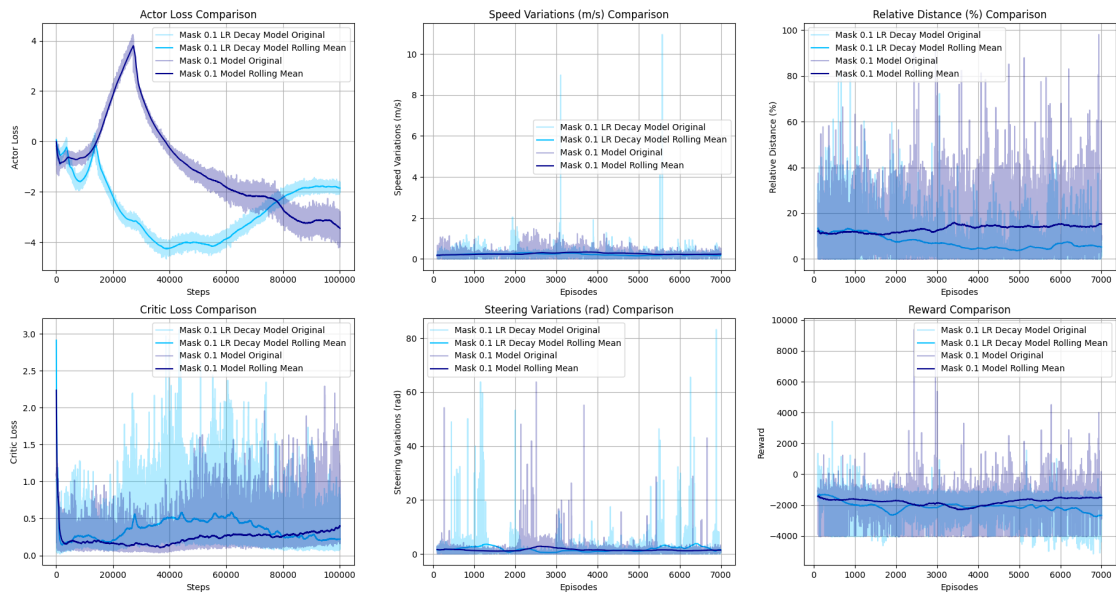 Actor Loss Comparison
Actor Loss
4
2
0
−2
−4
Mask 0.1 LR Decay Model Original
Mask 0.1 LR Decay Model Rolling Mean
Mask 0.1 Model Original
Mask 0.1 Model Rolling Mean
0 20000 40000 60000 80000 100000
Steps
Speed Variations (m/s) Comparison
Speed Variations (m/s)
10
8
6
4
2
0
Mask 0.1 LR Decay Model Original
Mask 0.1 LR Decay Model Rolling Mean
Mask 0.1 Model Original
Mask 0.1 Model Rolling Mean
0 1000 2000 3000 4000 5000 6000 7000
Episodes
Relative Distance (%) Comparison
Relative Distance (%)
100
80
60
40
20
0
Mask 0.1 LR Decay Model Original
Mask 0.1 LR Decay Model Rolling Mean
Mask 0.1 Model Original
Mask 0.1 Model Rolling Mean
0 1000 2000 3000 4000 5000 6000 7000
Episodes
Critic Loss Comparison
Critic Loss
3.0
2.5
2.0
1.5
1.0
0.5
0.0
Mask 0.1 LR Decay Model Original
Mask 0.1 LR Decay Model Rolling Mean
Mask 0.1 Model Original
Mask 0.1 Model Rolling Mean
0 20000 40000 60000 80000 100000
Steps
Steering Variations (rad) Comparison
Steering Variations (rad)
80
60
40
20
0
Mask 0.1 LR Decay Model Original
Mask 0.1 LR Decay Model Rolling Mean
Mask 0.1 Model Original
Mask 0.1 Model Rolling Mean
0 1000 2000 3000 4000 5000 6000 7000
Episodes
Reward Comparison
Reward
10000
8000
6000
4000
2000
0
−2000
−4000
Mask 0.1 LR Decay Model Original
Mask 0.1 LR Decay Model Rolling Mean
Mask 0.1 Model Original
Mask 0.1 Model Rolling Mean
0 1000 2000 3000 4000 5000 6000 7000
Episodes